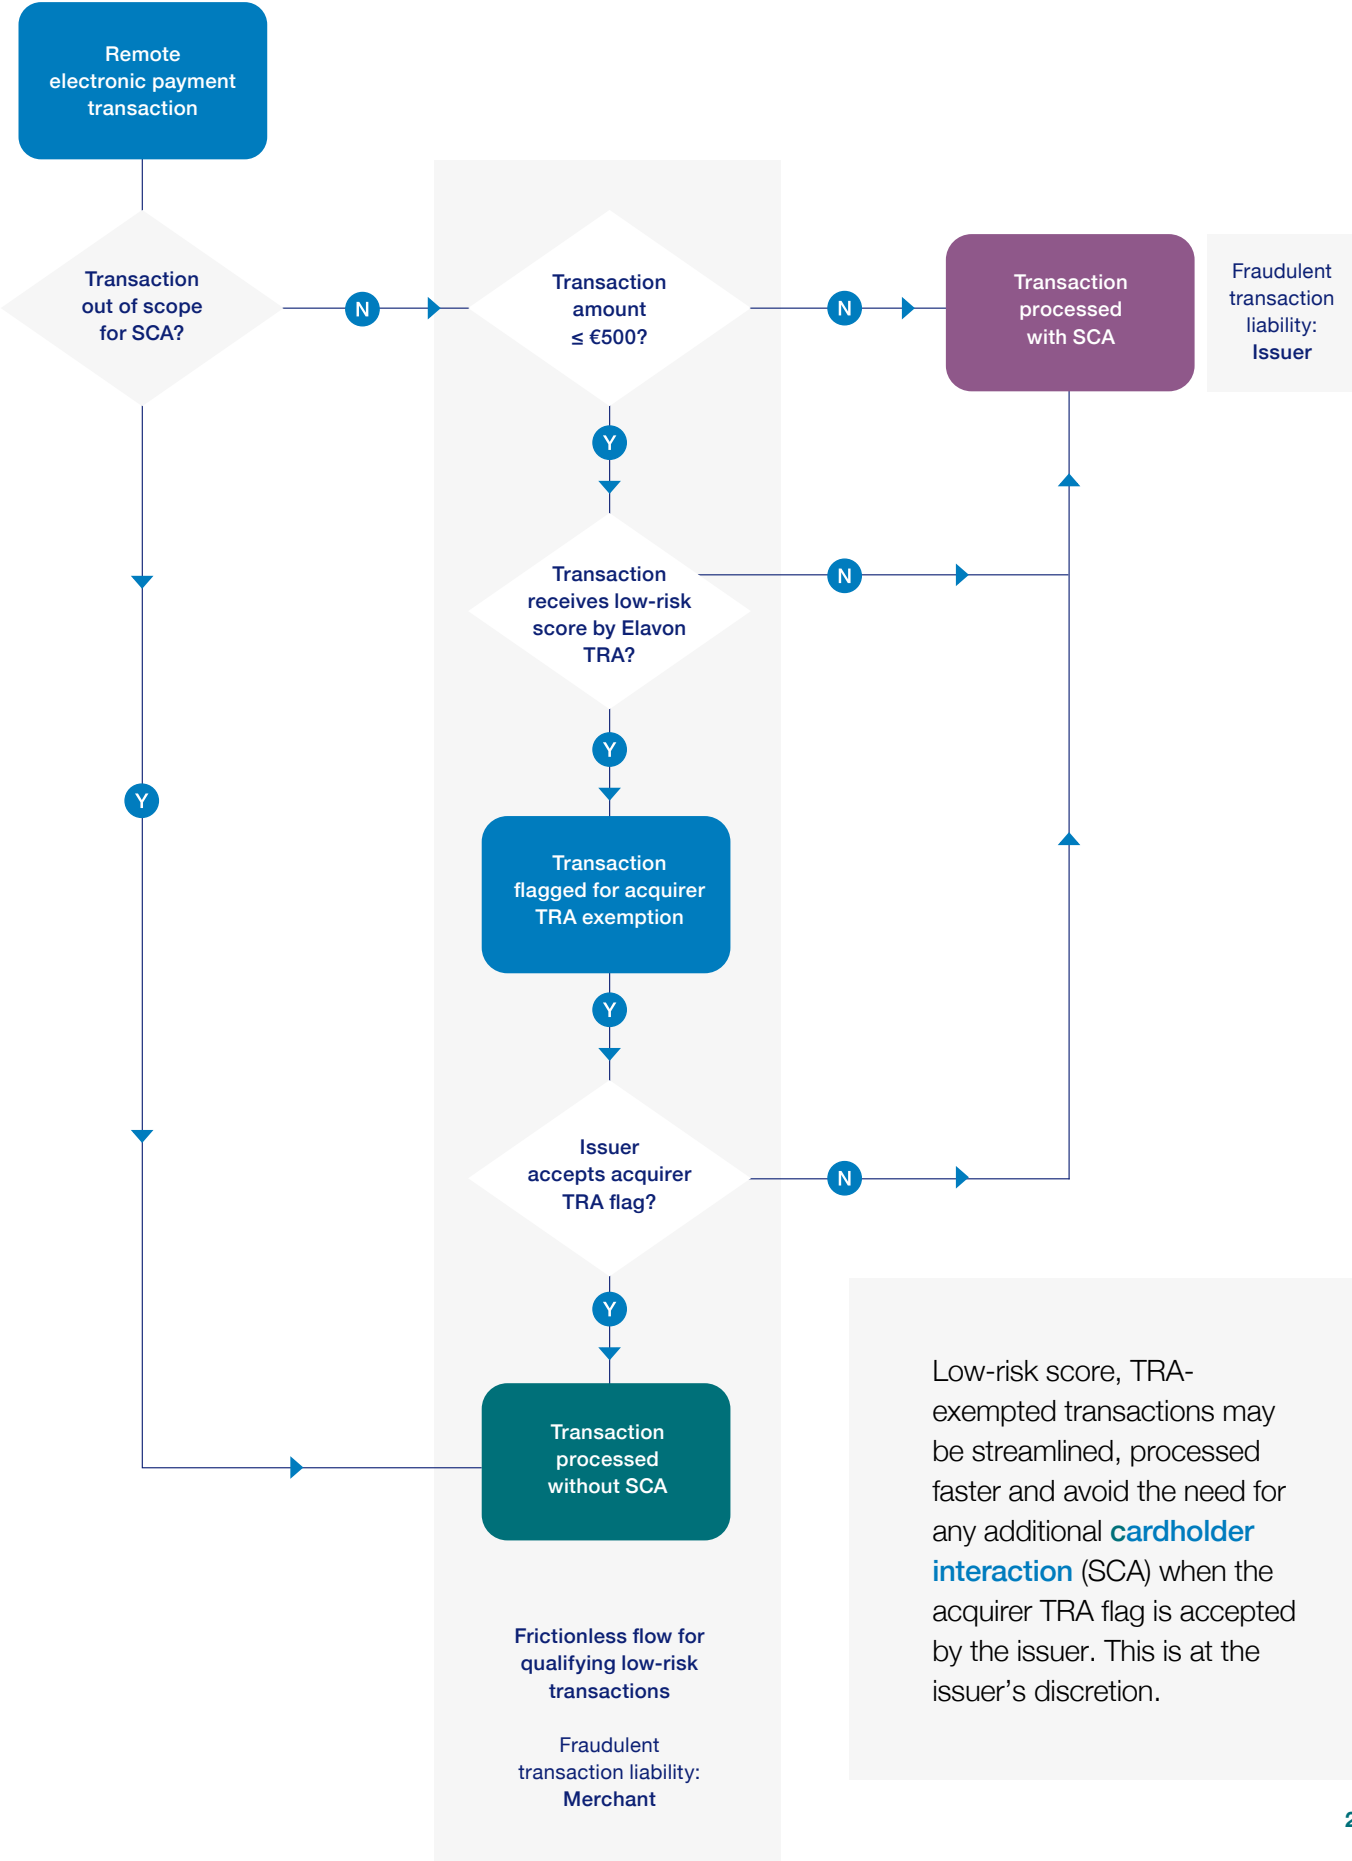 Remote
electronic payment
transaction
Transaction
out of scope
for SCA?
N
Transaction
amount
≤ €500?
N
Transaction
processed
with SCA
Fraudulent
transaction
liability:
Issuer
Y
Transaction
receives low-risk
score by Elavon
TRA?
N
Y
Y
Transaction
flagged for acquirer
TRA exemption
Y
Issuer
accepts acquirer
TRA flag?
N
Y
Transaction
processed
without SCA
Frictionless flow for
qualifying low-risk
transactions
Fraudulent
transaction liability:
Merchant
Low-risk score, TRA-
exempted transactions may
be streamlined, processed
faster and avoid the need for
any additional cardholder
interaction (SCA) when the
acquirer TRA flag is accepted
by the issuer. This is at the
issuer’s discretion.
2